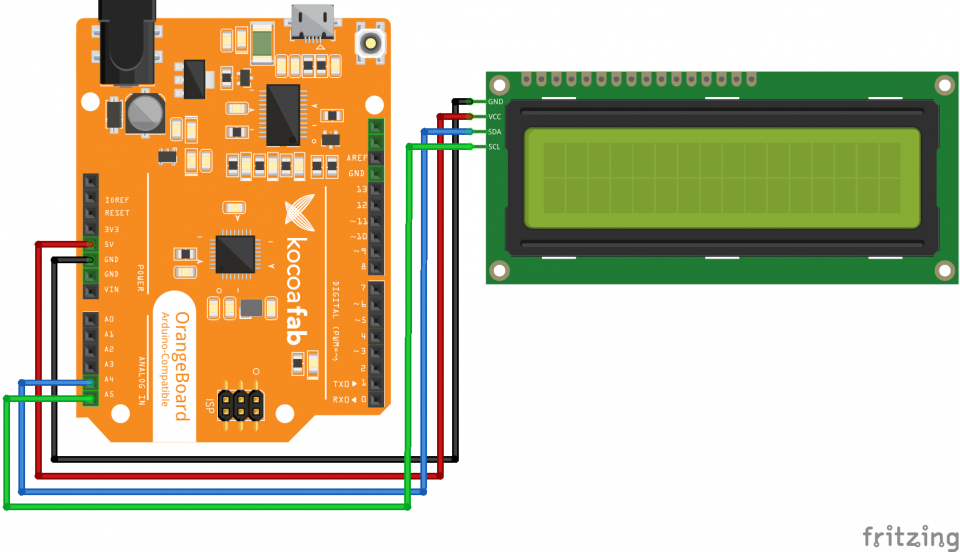 IOREF
RESET
3V3
5V
GND
GND
VIN
POWER
A0
A1
A2
A3
A4
A5
ANALOG IN
AREF
GND
13
12
~11
~10
~9
8
7
~6
~5
4
~3
2
TXO▶ 1
RXO◀ 0
DIGITAL (PWM=~)
kocoafab
OrangeBoard
Arduino-Compatible
ISP
GND
VCC
SDA
SCL
fritzing